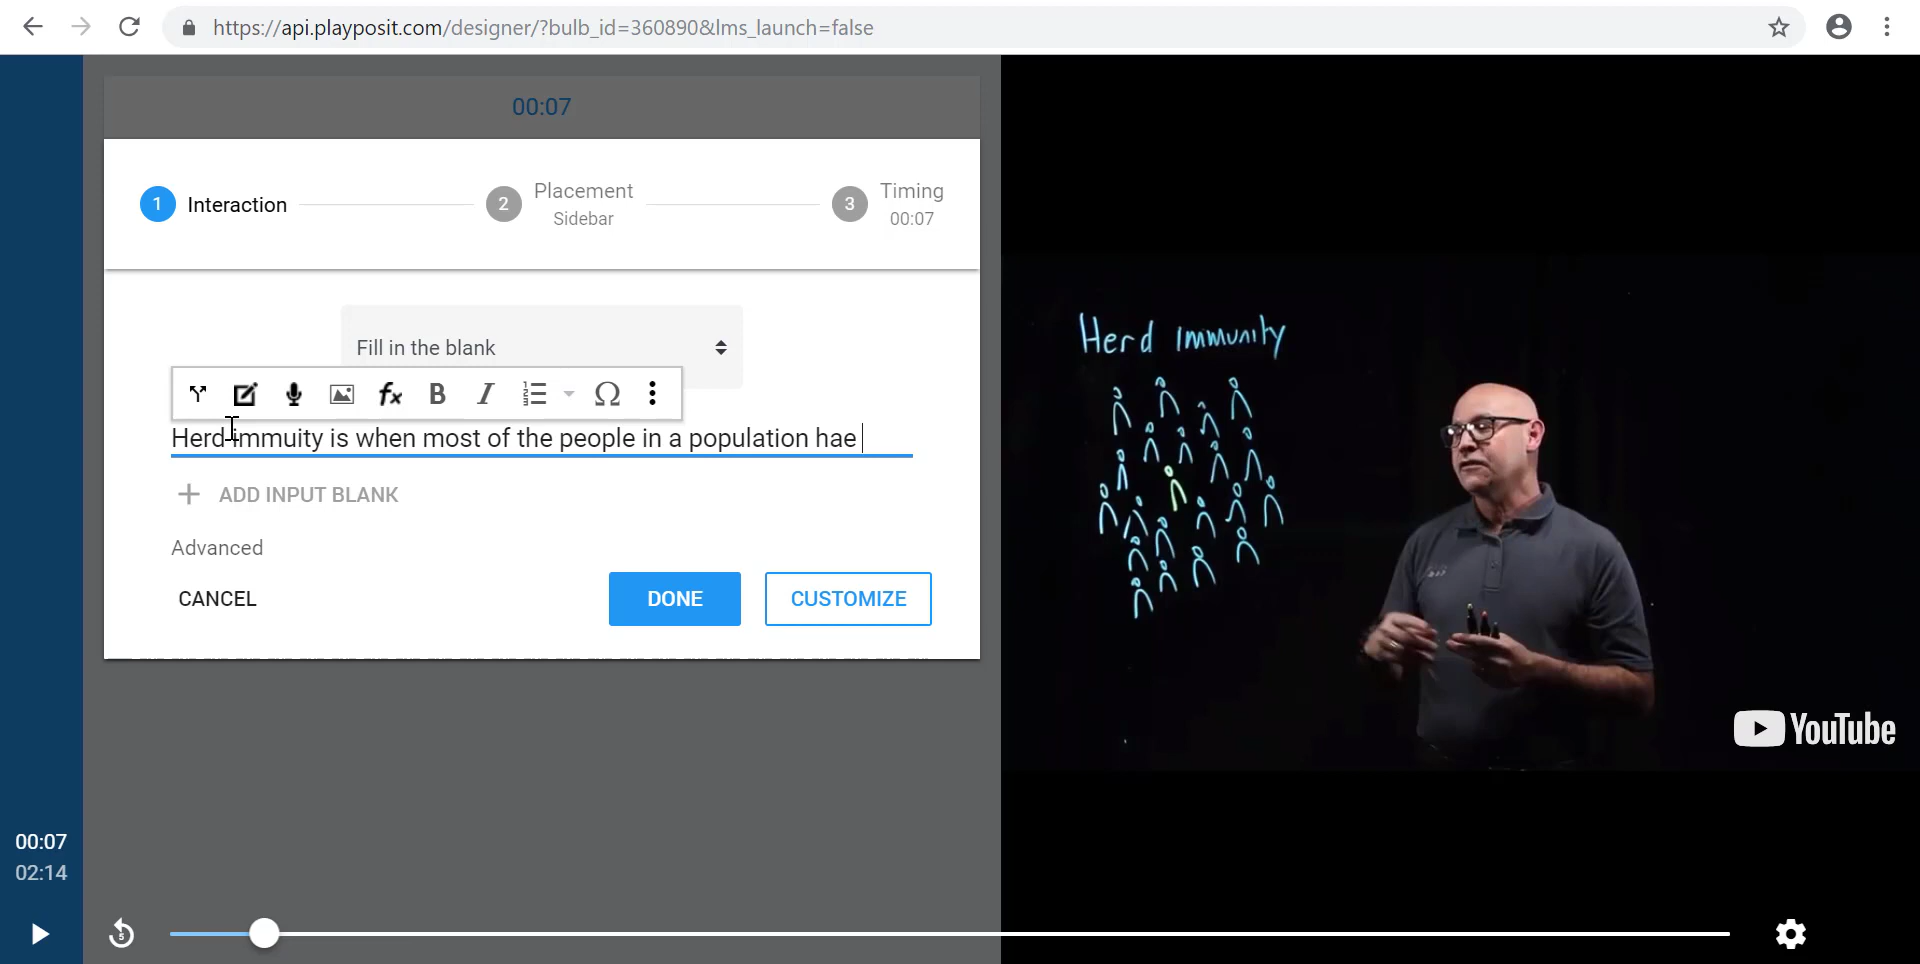 https://api.playposit.com/designer/?bulb_id=360890&lms_launch=false
00:07
1 Interaction
2 Placement
Sidebar
3 Timing
00:07
Fill in the blank
fx B I Ω
Herd immuity is when most of the people in a population hae
+ ADD INPUT BLANK
Advanced
CANCEL DONE CUSTOMIZE
Herd Immunity
YouTube
00:07
02:14
5